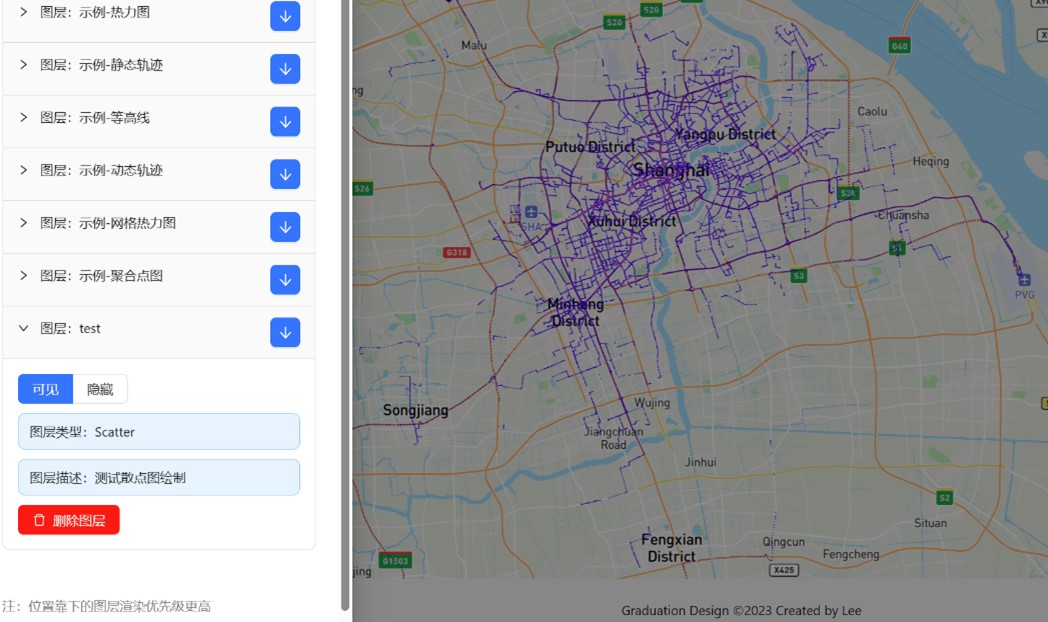 图层：示例-热力图
图层：示例-静态轨迹
图层：示例-等高线
图层：示例-动态轨迹
图层：示例-网格热力图
图层：示例-聚合点图
图层：test
可见
隐藏
图层类型：Scatter
图层描述：测试散点图绘制
删除图层
注：位置靠下的图层渲染优先级更高
S20
S20
Malu
G40
ng
Caolu
Yangpu District
Putuo District
Heqing
Shanghai
S26
S20
SHA
Xuhui District
Chuansha
G318
S1
S3
PVG
Minhang
District
Wujing
Songjiang
Jiangchuan
Road
Jinhui
S2
Situan
Fengxian
District
Qingcun
Fengcheng
G1503
jing
X425
Graduation Design ©2023 Created by Lee